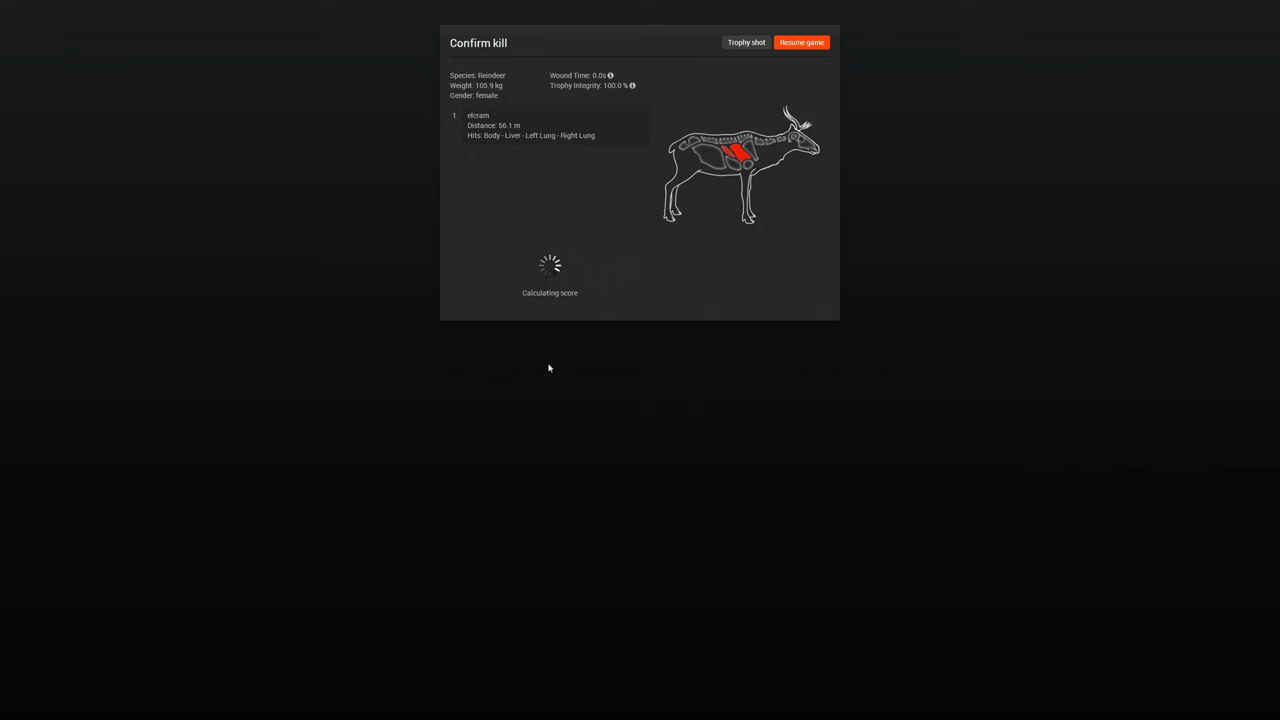 Confirm kill
Trophy shot
Resume game
Species: Reindeer
Weight: 105.9 kg
Gender: female
Wound Time: 0.0s
Trophy Integrity: 100.0 %
1. elcram
Distance: 56.1 m
Hits: Body - Liver - Left Lung - Right Lung
Calculating score